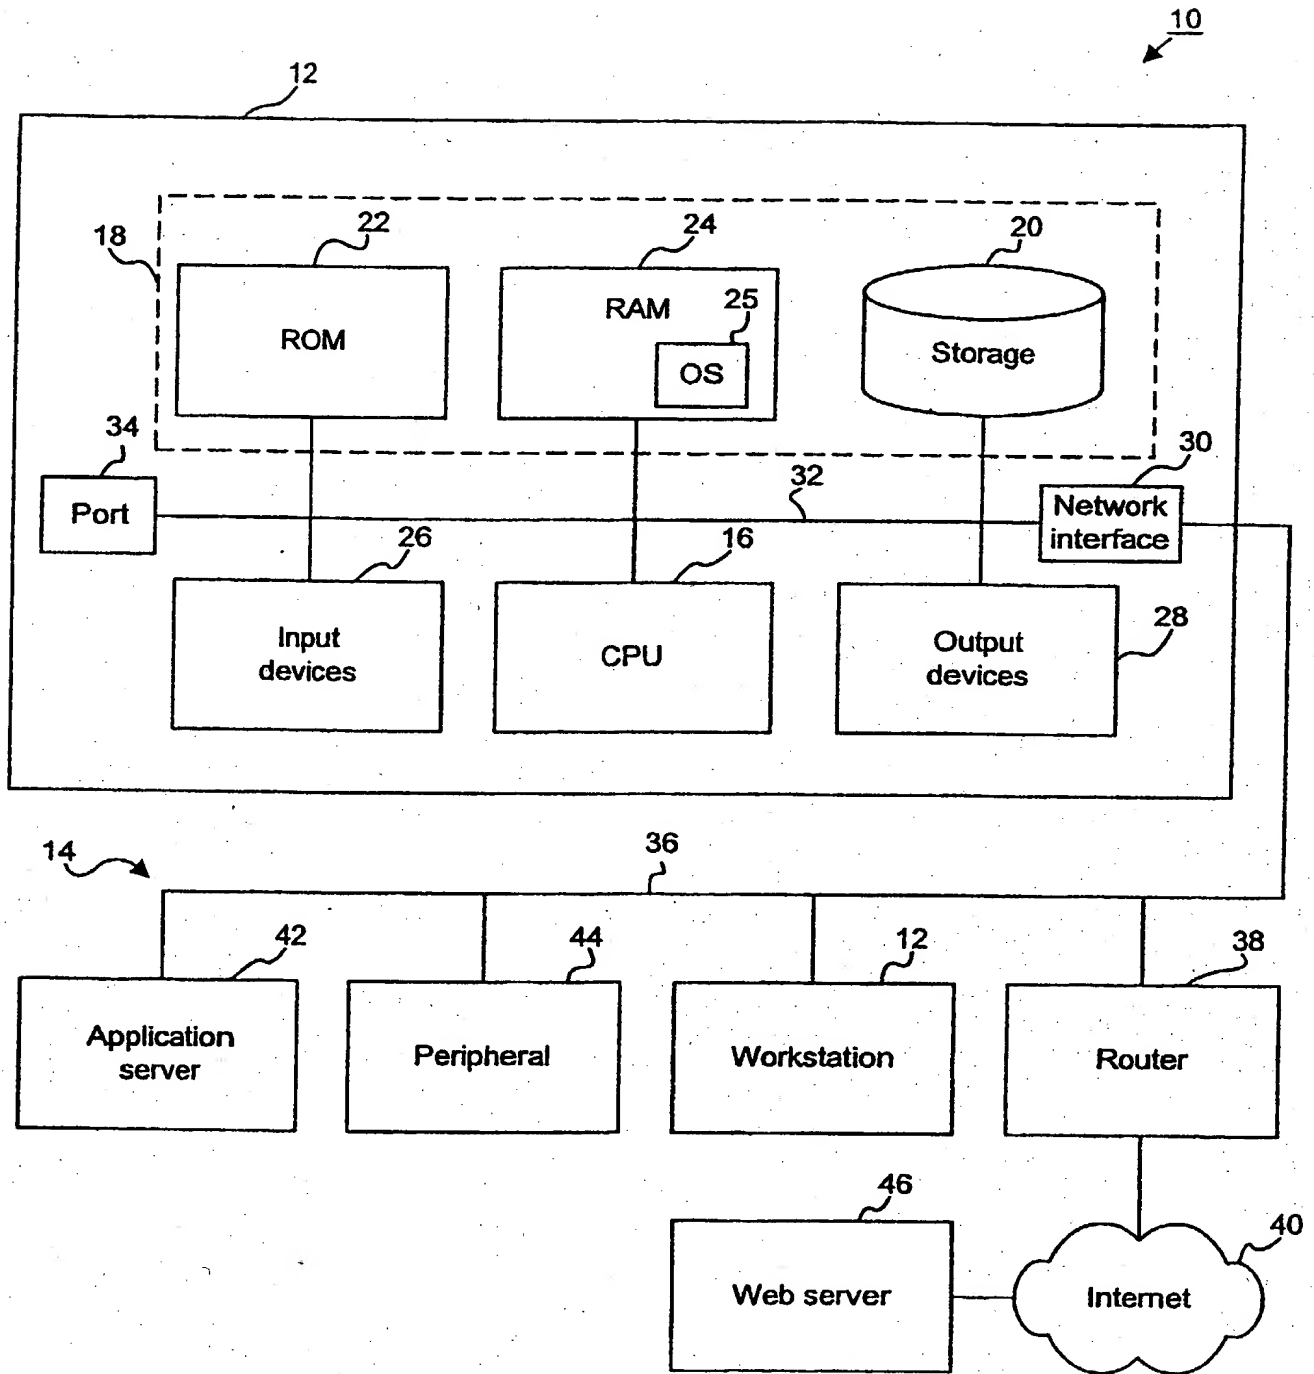 10
12
18
22
24
20
ROM
RAM
25
OS
Storage
34
Port
32
30
Network
interface
26
16
28
Input
devices
CPU
Output
devices
14
36
42
44
12
38
Application
server
Peripheral
Workstation
Router
46
40
Web server
Internet